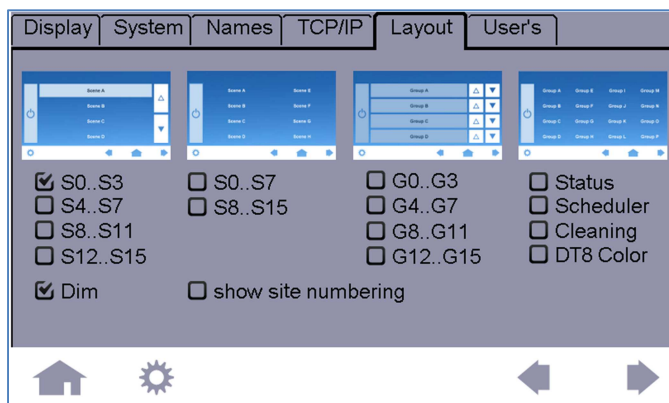 Display System Names TCP/IP Layout User's
Scene A Scene A Scene E Group A Group A Group E Group I Group M
Scene B Scene B Scene F Group B Group B Group F Group J Group N
Scene C Scene C Scene G Group C Group C Group G Group K Group O
Scene D Scene D Scene H Group D Group D Group H Group L Group P
S0..S3 S0..S7 G0..G3 Status
S4..S7 S8..S15 G4..G7 Scheduler
S8..S11 G8..G11 Cleaning
S12..S15 G12..G15 DT8 Color
Dim show site numbering